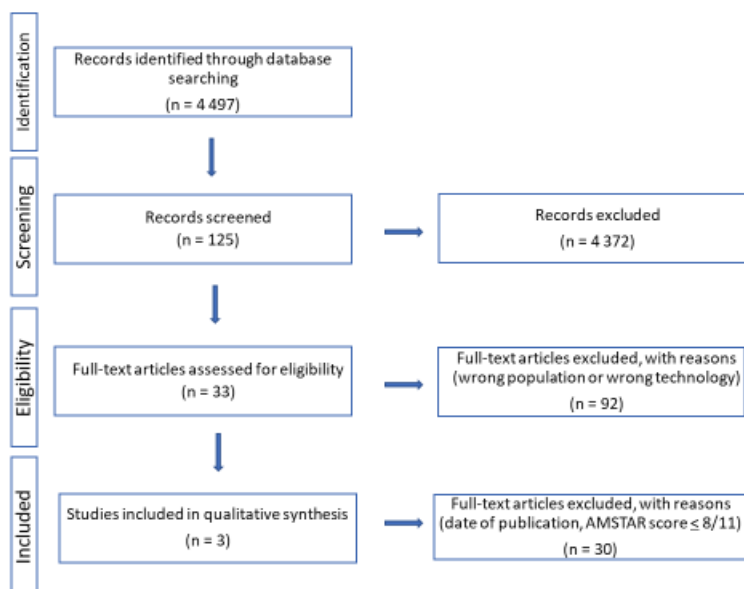 Identification
Records identified through database
searching
(n = 4 497)
Screening
Records screened
(n = 125)
Records excluded
(n = 4 372)
Eligibility
Full-text articles assessed for eligibility
(n = 33)
Full-text articles excluded, with reasons
(wrong population or wrong technology)
(n = 92)
Included
Studies included in qualitative synthesis
(n = 3)
Full-text articles excluded, with reasons
(date of publication, AMSTAR score ≤ 8/11)
(n = 30)